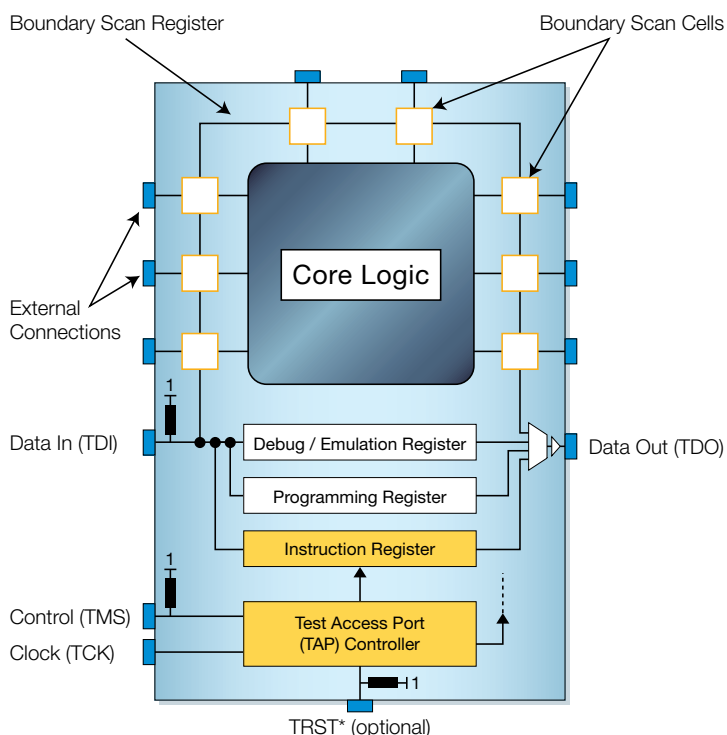 Boundary Scan Register
Boundary Scan Cells
Core Logic
External
Connections
1
Data In (TDI)
Debug / Emulation Register
Data Out (TDO)
Programming Register
Instruction Register
1
Control (TMS)
Test Access Port
(TAP) Controller
Clock (TCK)
1
TRST* (optional)